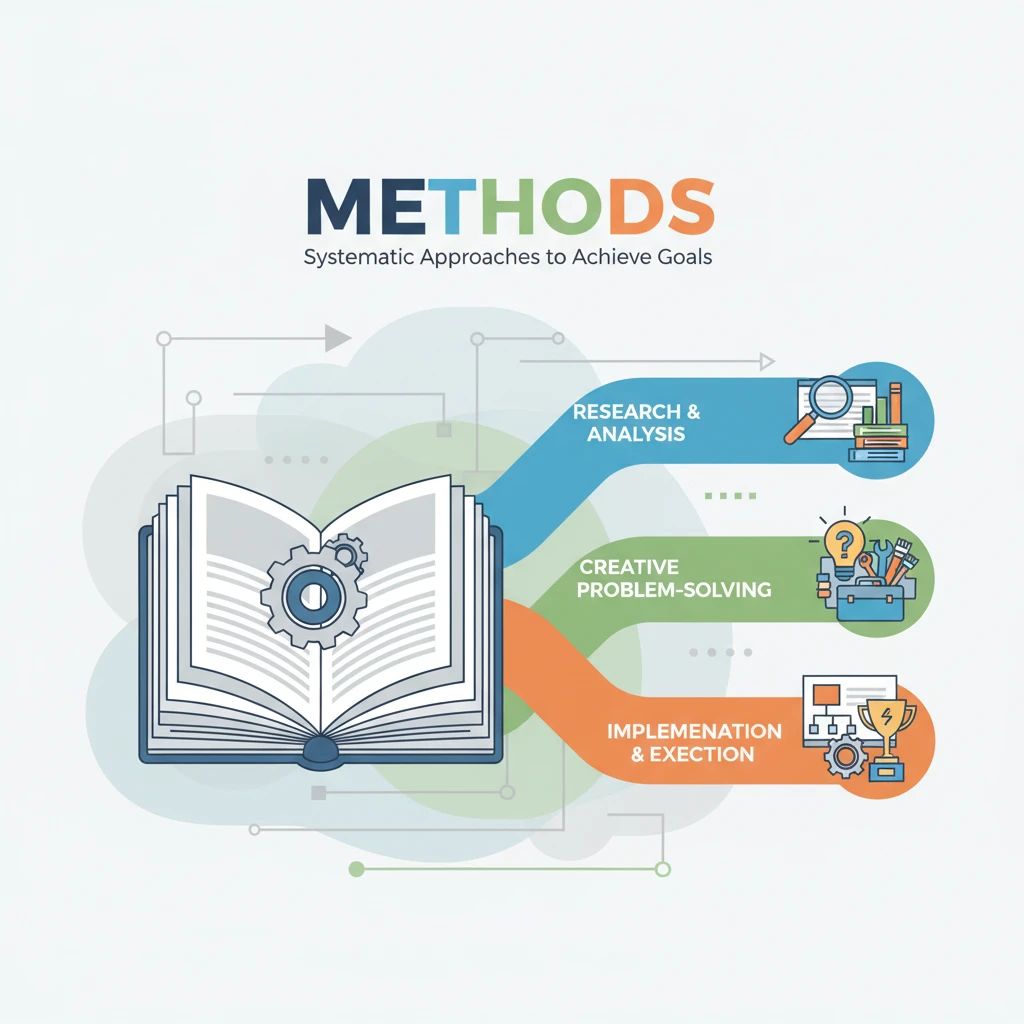 METHODS
Systematic Approaches to Achieve Goals
RESEARCH &
ANALYSIS
CREATIVE
PROBLEM-SOLVING
IMPLEMENATION
& EXECTION
?